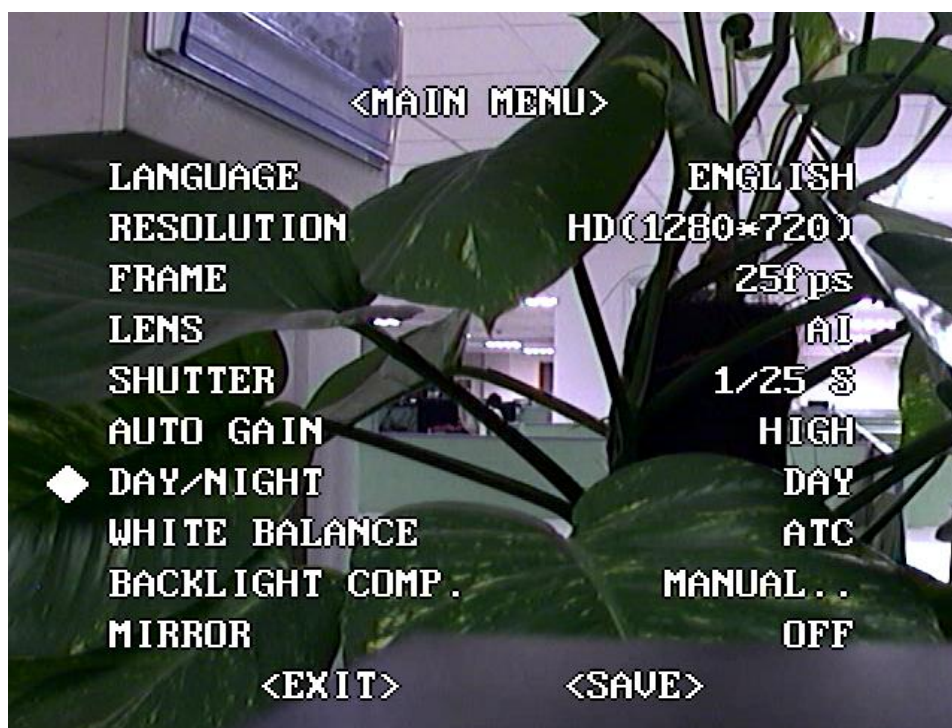 <MAIN MENU>
LANGUAGE ENGLISH
RESOLUTION HD(1280*720)
FRAME 25fps
LENS AI
SHUTTER 1/25 S
AUTO GAIN HIGH
DAY/NIGHT DAY
WHITE BALANCE ATC
BACKLIGHT COMP. MANUAL..
MIRROR OFF
<EXIT> <SAVE>